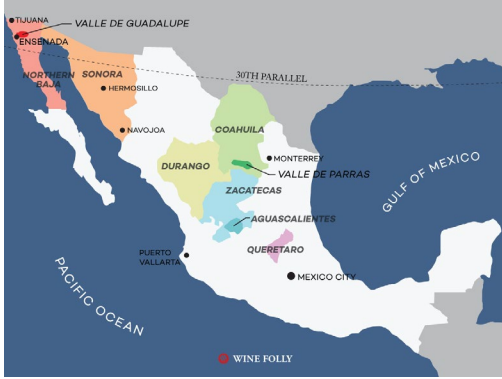 TIJUANA
VALLE DE GUADALUPE
ENSENADA
NORTHERN
BAJA
SONORA
HERMOSILLO
30TH PARALLEL
NAVOJOA
COAHUILA
MONTERREY
DURANGO
VALLE DE PARRAS
GULF OF MEXICO
ZACATECAS
AGUASCALIENTES
PUERTO
VALLARTA
QUERETARO
MEXICO CITY
PACIFIC OCEAN
WINE FOLLY